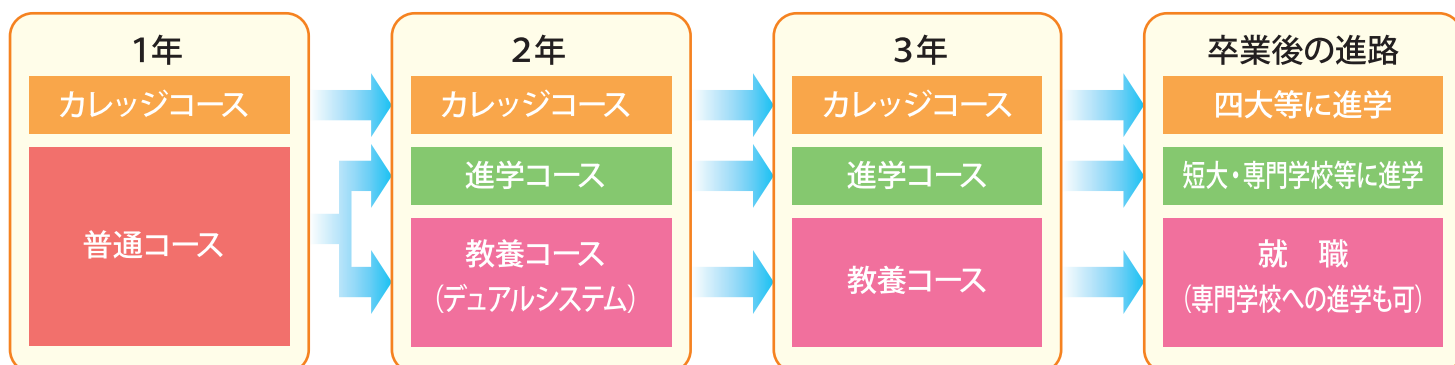 1年
カレッジコース
普通コース
2年
カレッジコース
進学コース
教養コース
(デュアルシステム)
3年
カレッジコース
進学コース
教養コース
卒業後の進路
四大等に進学
短大・専門学校等に進学
就　職
(専門学校への進学も可)